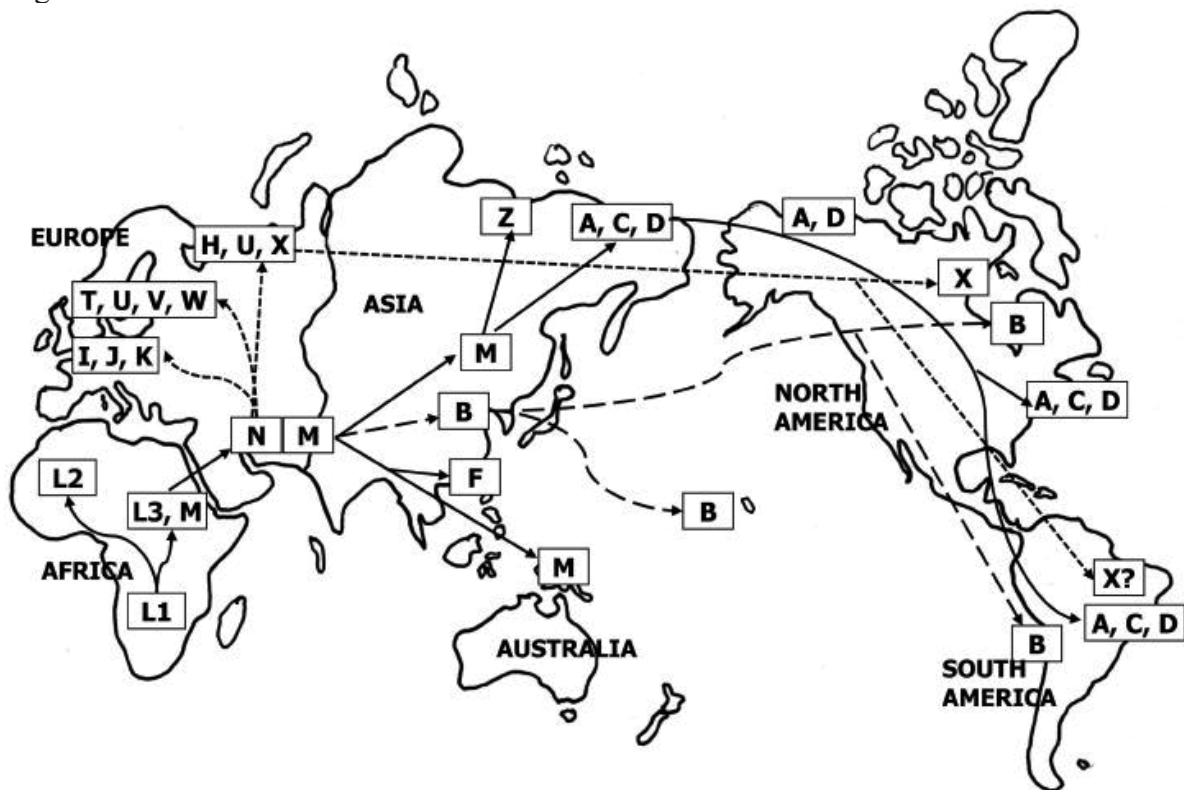 Z
A, C, D
A, D
EUROPE
H, U, X
X
T, U, V, W
ASIA
B
I, J, K
M
NORTH
AMERICA
A, C, D
B
N
M
L2
F
L3, M
B
AFRICA
M
X?
L1
A, C, D
AUSTRALIA
B
SOUTH
AMERICA